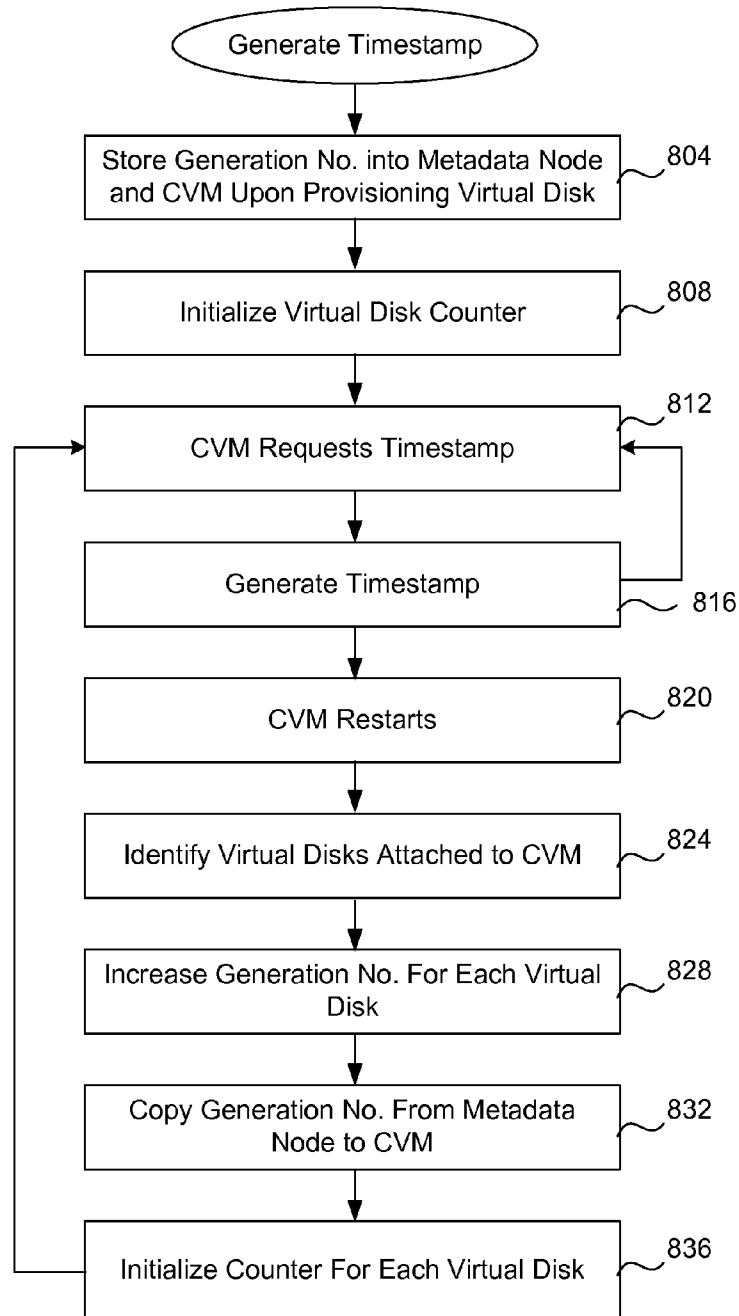 Generate Timestamp
Store Generation No. into Metadata Node
and CVM Upon Provisioning Virtual Disk
804
Initialize Virtual Disk Counter
808
CVM Requests Timestamp
812
Generate Timestamp
816
CVM Restarts
820
Identify Virtual Disks Attached to CVM
824
Increase Generation No. For Each Virtual
Disk
828
Copy Generation No. From Metadata
Node to CVM
832
Initialize Counter For Each Virtual Disk
836